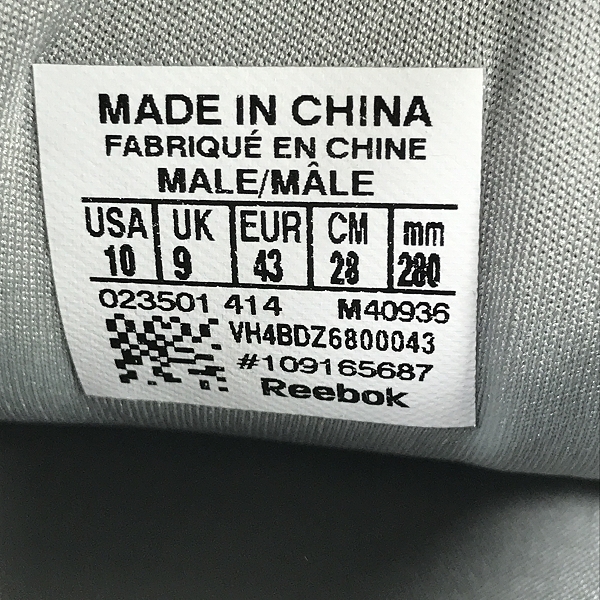 MADE IN CHINA
FABRIQUÉ EN CHINE
MALE/MÂLE
USA UK EUR CM mm
10 9 43 28 280
023501 414 M40936
VH4BDZ6800043
#109165687
Reebok